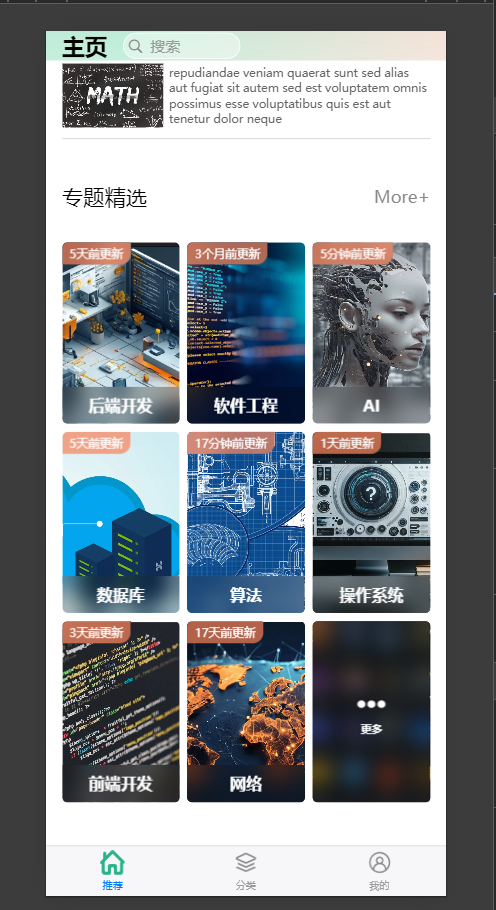 主页
搜索
MATH
repudiandae veniam quaerat sunt sed alias
aut fugiat sit autem sed est voluptatem omnis
possimus esse voluptatibus quis est aut
tenetur dolor neque
专题精选
More+
5天前更新
3个月前更新
5分钟前更新
后端开发
软件工程
AI
5天前更新
17分钟前更新
1天前更新
?
数据库
算法
操作系统
3天前更新
17天前更新
前端开发
网络
更多
推荐
分类
我的